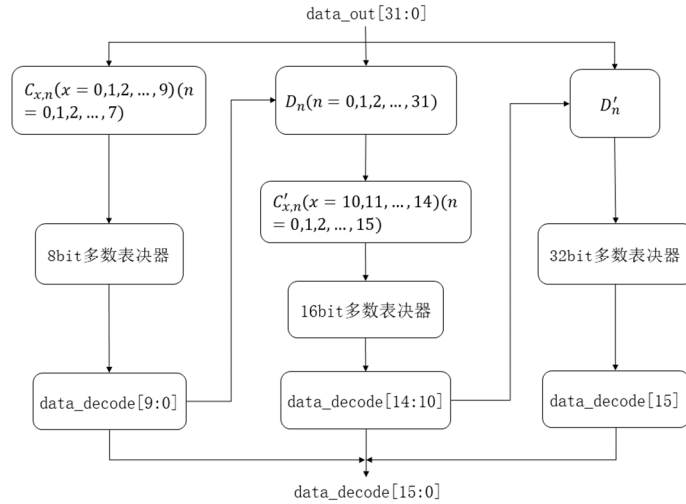 data_out[31:0]
C_{x,n}(x = 0,1,2, …, 9)(n
= 0,1,2, …, 7)
8bit多数表决器
data_decode[9:0]
D_n(n = 0,1,2, …, 31)
C'_{x,n}(x = 10,11, …, 14)(n
= 0,1,2, …, 15)
16bit多数表决器
data_decode[14:10]
D'_n
32bit多数表决器
data_decode[15]
data_decode[15:0]